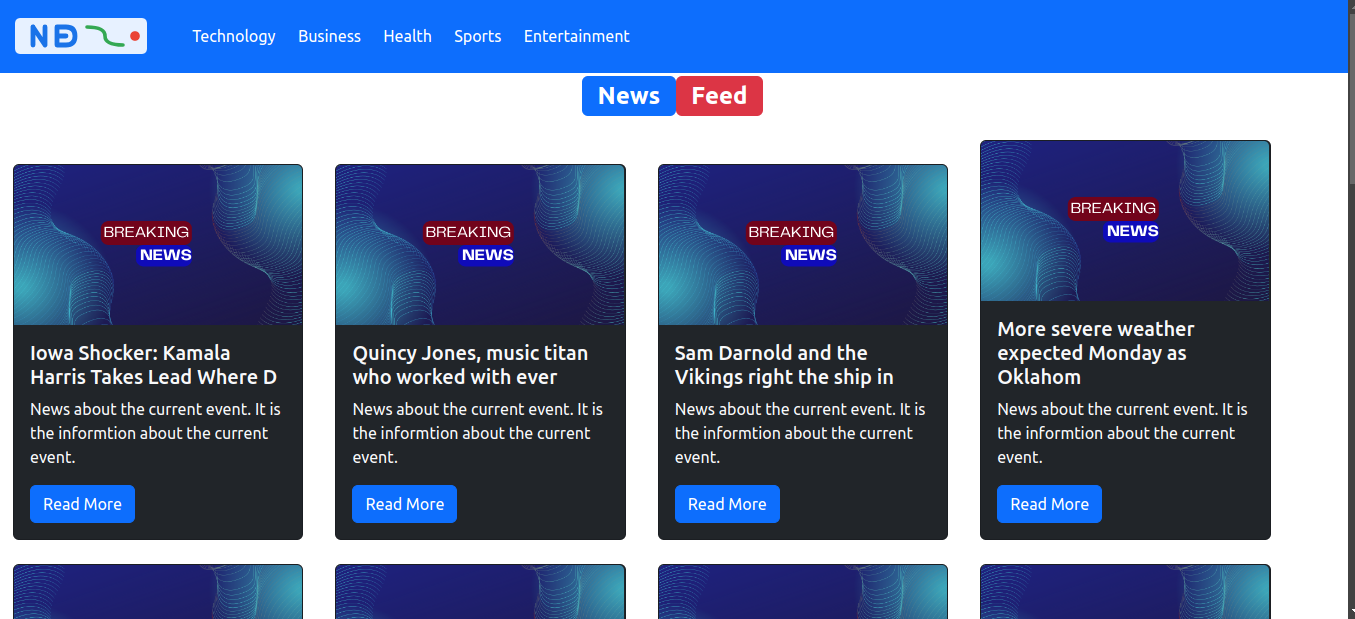 ND
Technology Business Health Sports Entertainment
News Feed
BREAKING
NEWS
Iowa Shocker: Kamala
Harris Takes Lead Where D
News about the current event. It is
the informtion about the current
event.
Read More
BREAKING
NEWS
Quincy Jones, music titan
who worked with ever
News about the current event. It is
the informtion about the current
event.
Read More
BREAKING
NEWS
Sam Darnold and the
Vikings right the ship in
News about the current event. It is
the informtion about the current
event.
Read More
BREAKING
NEWS
More severe weather
expected Monday as
Oklahom
News about the current event. It is
the informtion about the current
event.
Read More